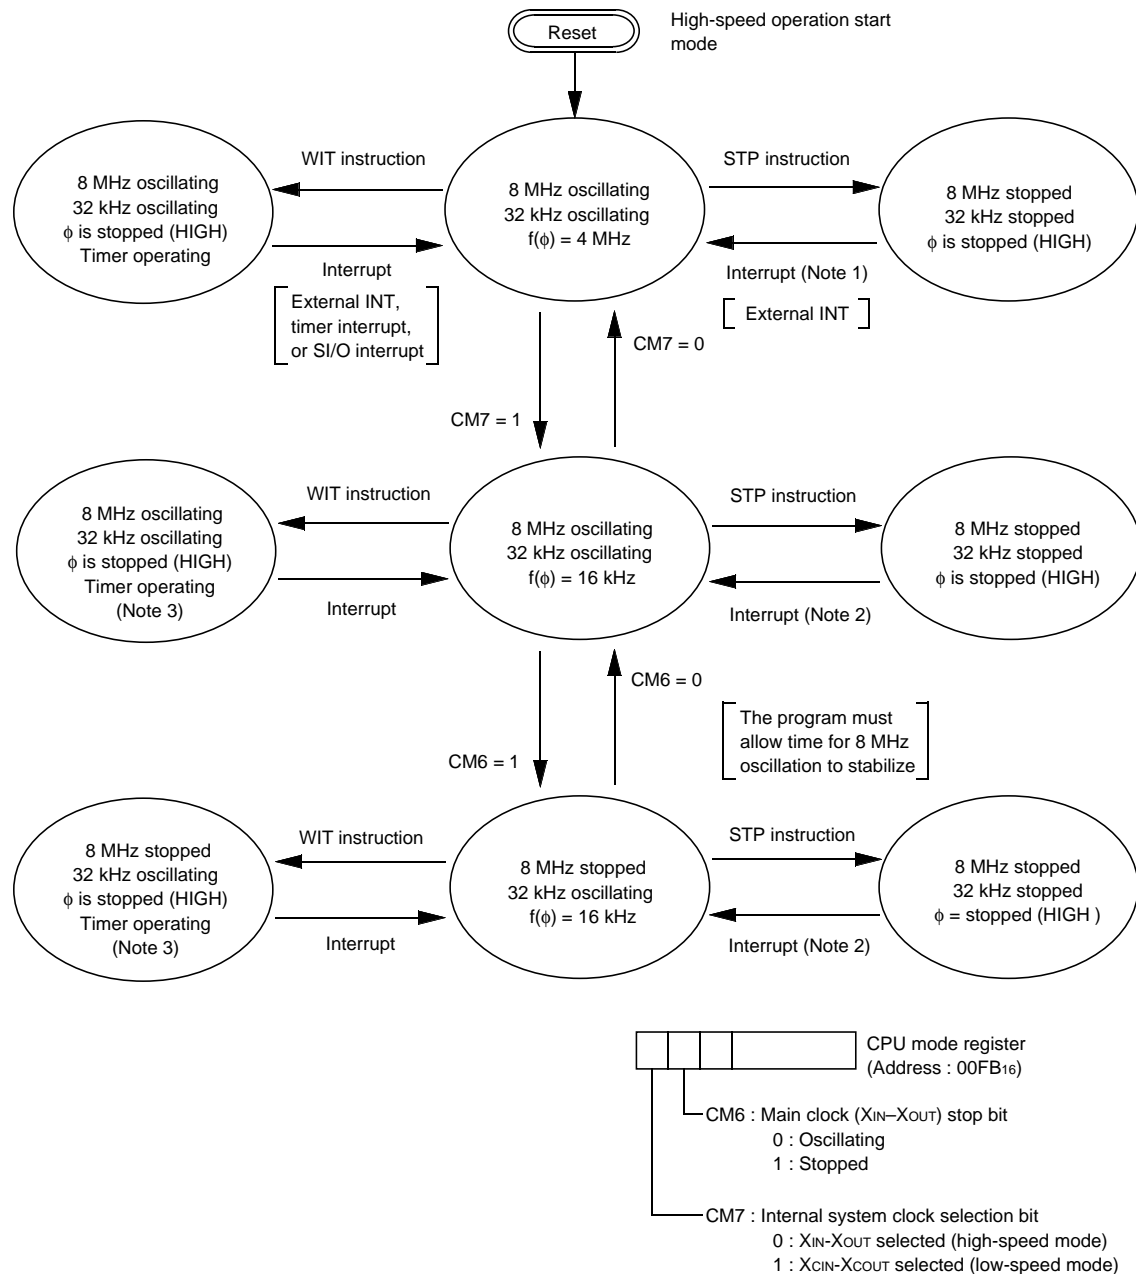 Reset
High-speed operation start
mode
WIT instruction
STP instruction
8 MHz oscillating
32 kHz oscillating
ϕ is stopped (HIGH)
Timer operating
8 MHz oscillating
32 kHz oscillating
f(ϕ) = 4 MHz
8 MHz stopped
32 kHz stopped
ϕ is stopped (HIGH)
Interrupt
External INT,
timer interrupt,
or SI/O interrupt
Interrupt (Note 1)
External INT
CM7 = 0
CM7 = 1
WIT instruction
STP instruction
8 MHz oscillating
32 kHz oscillating
ϕ is stopped (HIGH)
Timer operating
(Note 3)
8 MHz oscillating
32 kHz oscillating
f(ϕ) = 16 kHz
8 MHz stopped
32 kHz stopped
ϕ is stopped (HIGH)
Interrupt
Interrupt (Note 2)
CM6 = 0
The program must
allow time for 8 MHz
oscillation to stabilize
CM6 = 1
WIT instruction
STP instruction
8 MHz stopped
32 kHz oscillating
ϕ is stopped (HIGH)
Timer operating
(Note 3)
8 MHz stopped
32 kHz oscillating
f(ϕ) = 16 kHz
8 MHz stopped
32 kHz stopped
ϕ = stopped (HIGH )
Interrupt
Interrupt (Note 2)
CPU mode register
(Address : 00FB16)
CM6 : Main clock (XIN–XOUT) stop bit
0 : Oscillating
1 : Stopped
CM7 : Internal system clock selection bit
0 : XIN-XOUT selected (high-speed mode)
1 : XCIN-XCOUT selected (low-speed mode)